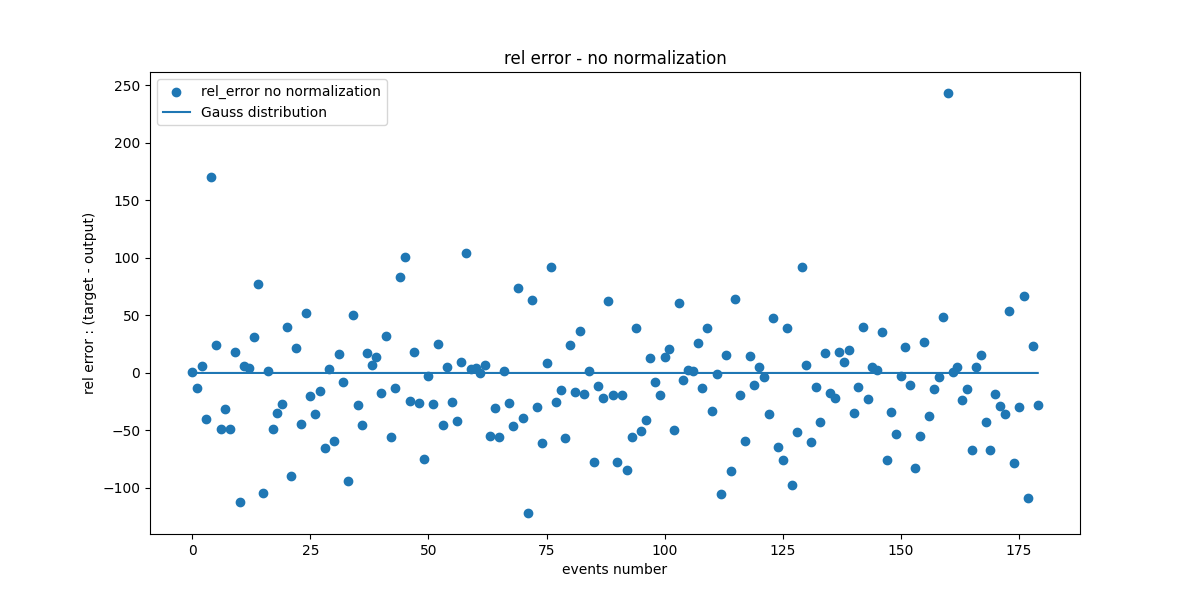 rel error - no normalization
rel_error no normalization
Gauss distribution
250
200
150
100
50
0
−50
−100
rel error : (target - output)
0 25 50 75 100 125 150 175
events number